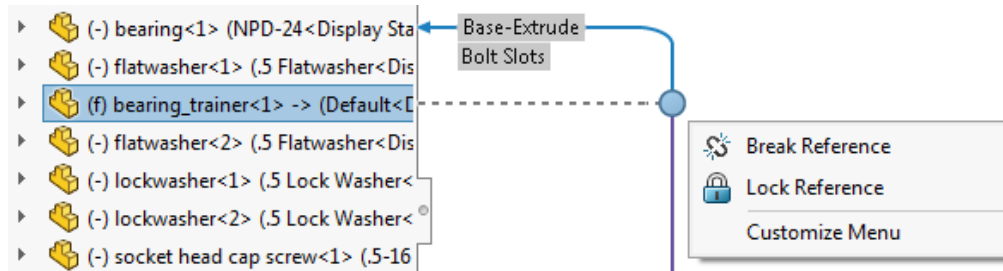 (-) bearing<1> (NPD-24<Display Sta
Base-Extrude
Bolt Slots
(-) flatwasher<1> (.5 Flatwasher<Dis
(f) bearing_trainer<1> -> (Default<D
(-) flatwasher<2> (.5 Flatwasher<Dis
(-) lockwasher<1> (.5 Lock Washer<
(-) lockwasher<2> (.5 Lock Washer<
(-) socket head cap screw<1> (.5-16
Break Reference
Lock Reference
Customize Menu